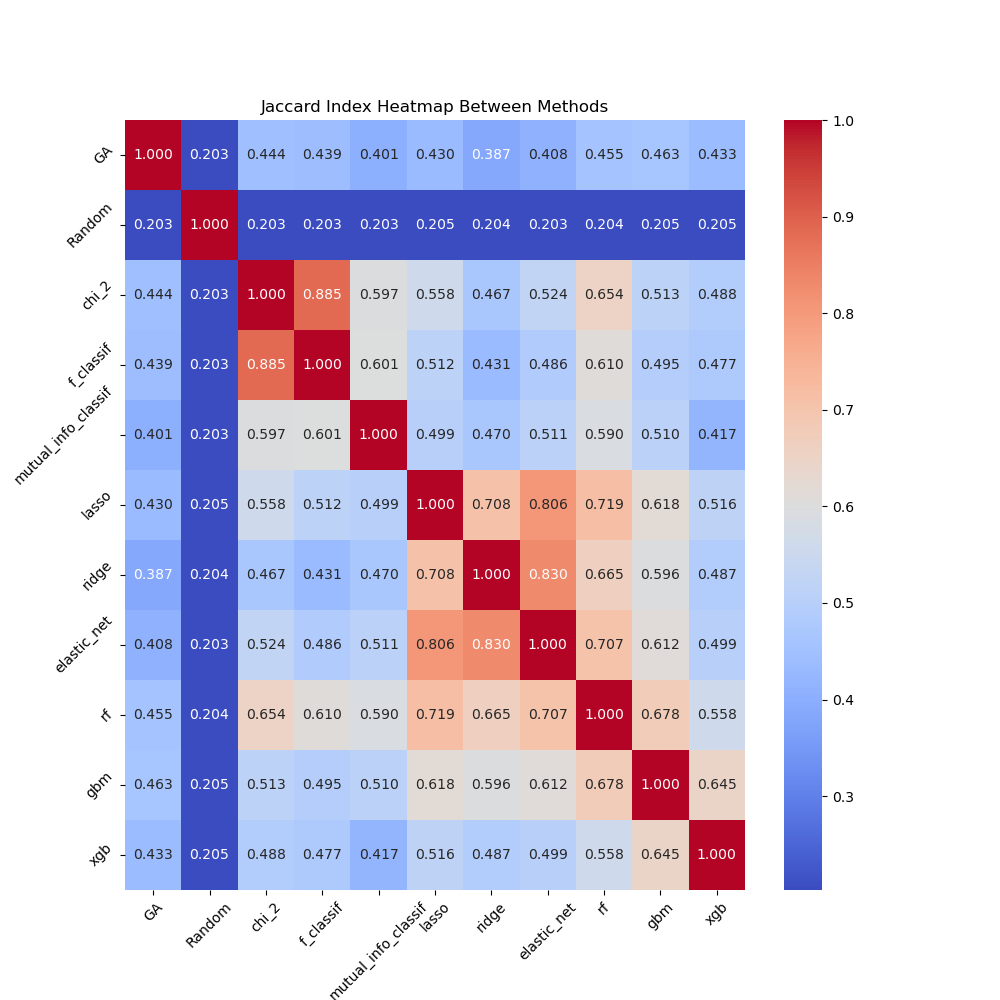 Jaccard Index Heatmap Between Methods
GA 1.000 0.203 0.444 0.439 0.401 0.430 0.387 0.408 0.455 0.463 0.433
Random 0.203 1.000 0.203 0.203 0.203 0.205 0.204 0.203 0.204 0.205 0.205
chi_2 0.444 0.203 1.000 0.885 0.597 0.558 0.467 0.524 0.654 0.513 0.488
f_classif 0.439 0.203 0.885 1.000 0.601 0.512 0.431 0.486 0.610 0.495 0.477
mutual_info_classif 0.401 0.203 0.597 0.601 1.000 0.499 0.470 0.511 0.590 0.510 0.417
lasso 0.430 0.205 0.558 0.512 0.499 1.000 0.708 0.806 0.719 0.618 0.516
ridge 0.387 0.204 0.467 0.431 0.470 0.708 1.000 0.830 0.665 0.596 0.487
elastic_net 0.408 0.203 0.524 0.486 0.511 0.806 0.830 1.000 0.707 0.612 0.499
rf 0.455 0.204 0.654 0.610 0.590 0.719 0.665 0.707 1.000 0.678 0.558
gbm 0.463 0.205 0.513 0.495 0.510 0.618 0.596 0.612 0.678 1.000 0.645
xgb 0.433 0.205 0.488 0.477 0.417 0.516 0.487 0.499 0.558 0.645 1.000
GA Random chi_2 f_classif mutual_info_classif lasso ridge elastic_net rf gbm xgb
1.0
0.9
0.8
0.7
0.6
0.5
0.4
0.3